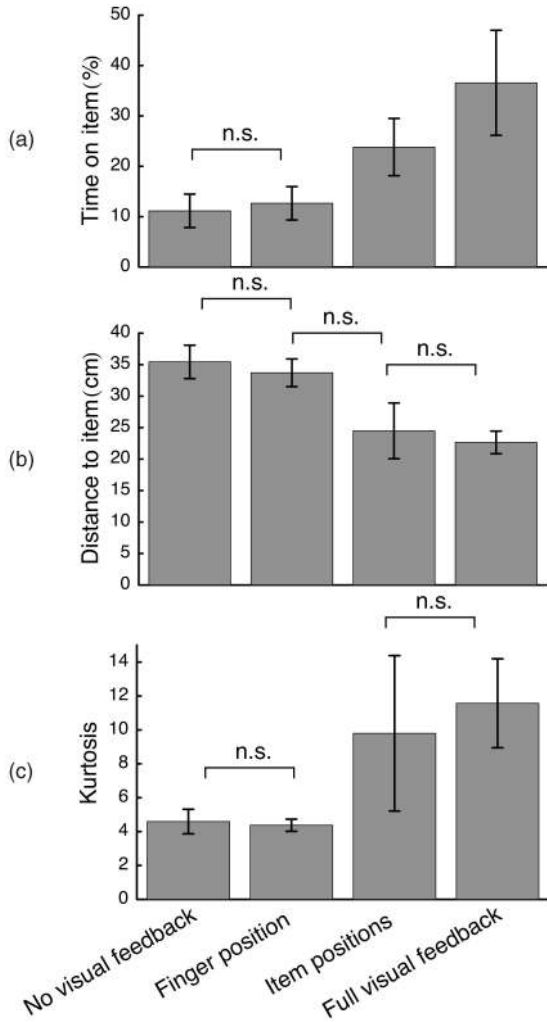 (a)
Time on item(%)
50
40
30
20
10
0
n.s.
(b)
Distance to item(cm)
40
35
30
25
20
15
10
5
0
n.s.
n.s.
n.s.
(c)
Kurtosis
14
12
10
8
6
4
2
0
n.s.
n.s.
No visual feedback
Finger position
Item positions
Full visual feedback